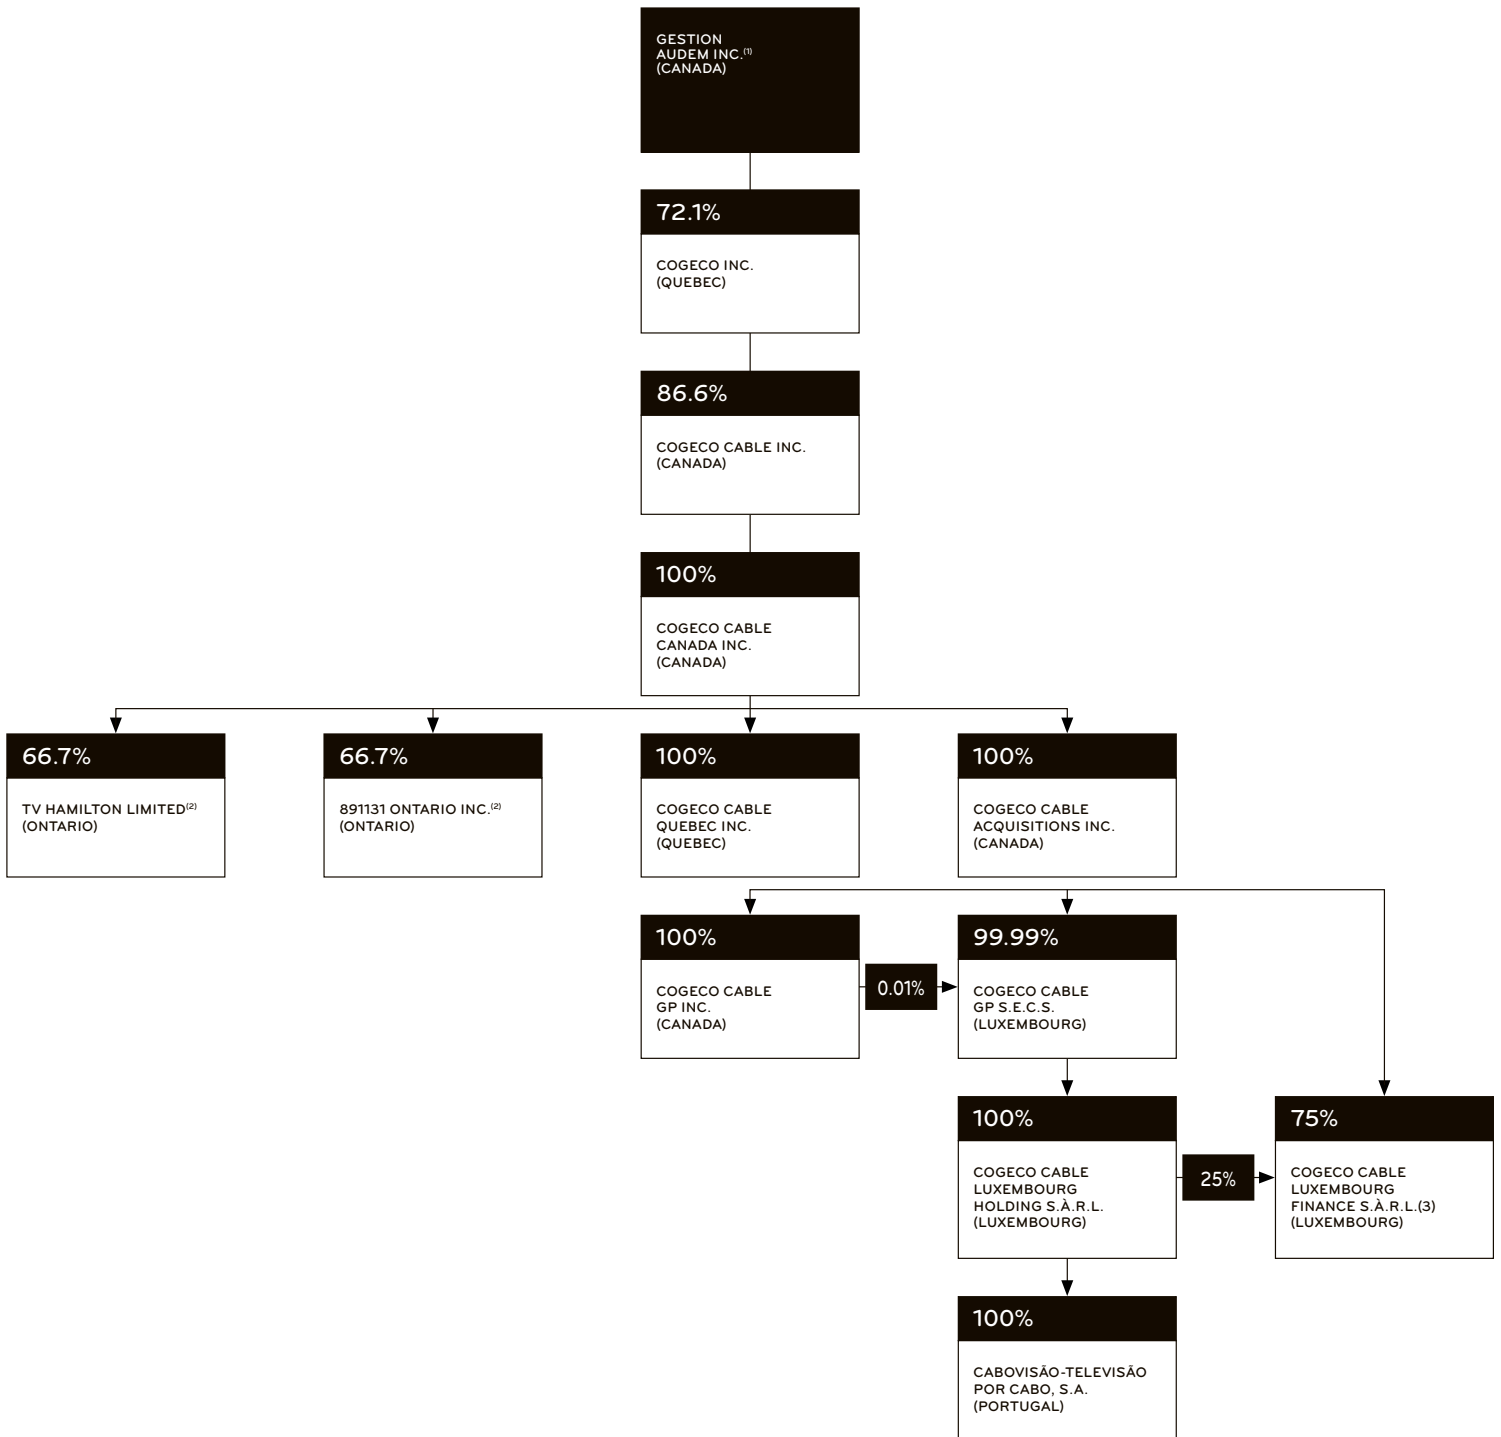 GESTION
AUDEM INC.(1)
(CANADA)
72.1%
COGECO INC.
(QUEBEC)
86.6%
COGECO CABLE INC.
(CANADA)
100%
COGECO CABLE
CANADA INC.
(CANADA)
66.7%
TV HAMILTON LIMITED(2)
(ONTARIO)
66.7%
891131 ONTARIO INC.(2)
(ONTARIO)
100%
COGECO CABLE
QUEBEC INC.
(QUEBEC)
100%
COGECO CABLE
ACQUISITIONS INC.
(CANADA)
100%
COGECO CABLE
GP INC.
(CANADA)
0.01%
99.99%
COGECO CABLE
GP S.E.C.S.
(LUXEMBOURG)
100%
COGECO CABLE
LUXEMBOURG
HOLDING S.À.R.L.
(LUXEMBOURG)
25%
75%
COGECO CABLE
LUXEMBOURG
FINANCE S.À.R.L.(3)
(LUXEMBOURG)
100%
CABOVISÃO-TELEVISÃO
POR CABO, S.A.
(PORTUGAL)